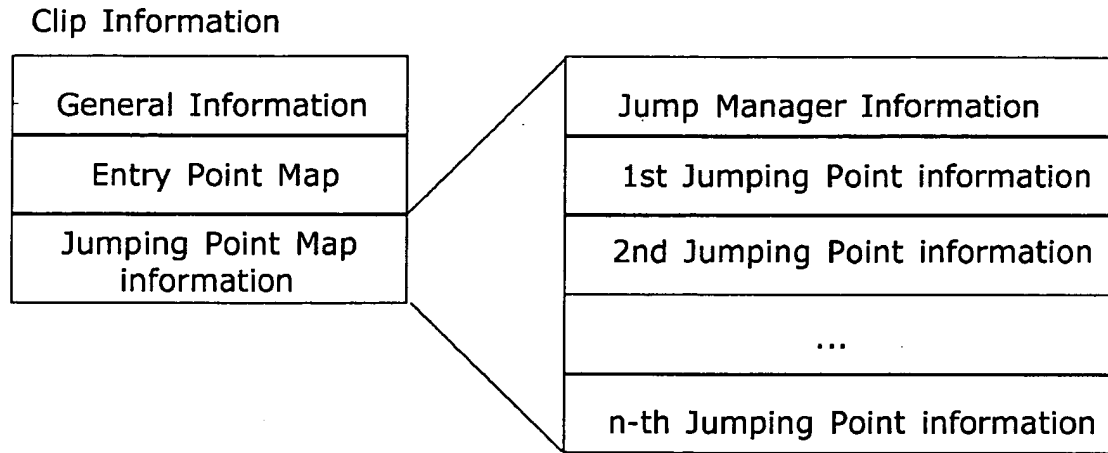 Clip Information
General Information
Entry Point Map
Jumping Point Map
information
Jump Manager Information
1st Jumping Point information
2nd Jumping Point information
...
n-th Jumping Point information